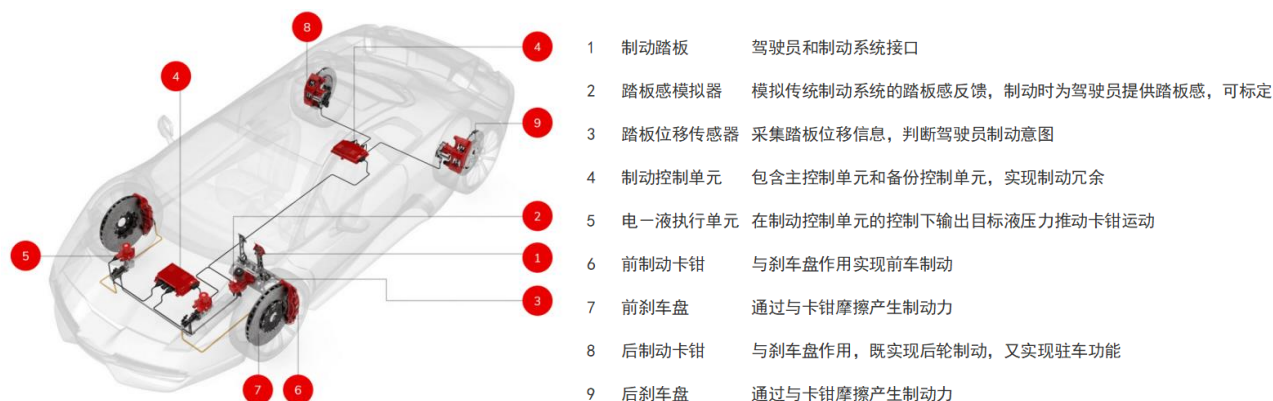 8
4
4
9
2
5
1
3
7
6
1 制动踏板 驾驶员和制动系统接口
2 踏板感模拟器 模拟传统制动系统的踏板感反馈，制动时为驾驶员提供踏板感，可标定
3 踏板位移传感器 采集踏板位移信息，判断驾驶员制动意图
4 制动控制单元 包含主控制单元和备份控制单元，实现制动冗余
5 电一液执行单元 在制动控制单元的控制下输出目标液压力推动卡钳运动
6 前制动卡钳 与刹车盘作用实现前车制动
7 前刹车盘 通过与卡钳摩擦产生制动力
8 后制动卡钳 与刹车盘作用，既实现后轮制动，又实现驻车功能
9 后刹车盘 通过与卡钳摩擦产生制动力